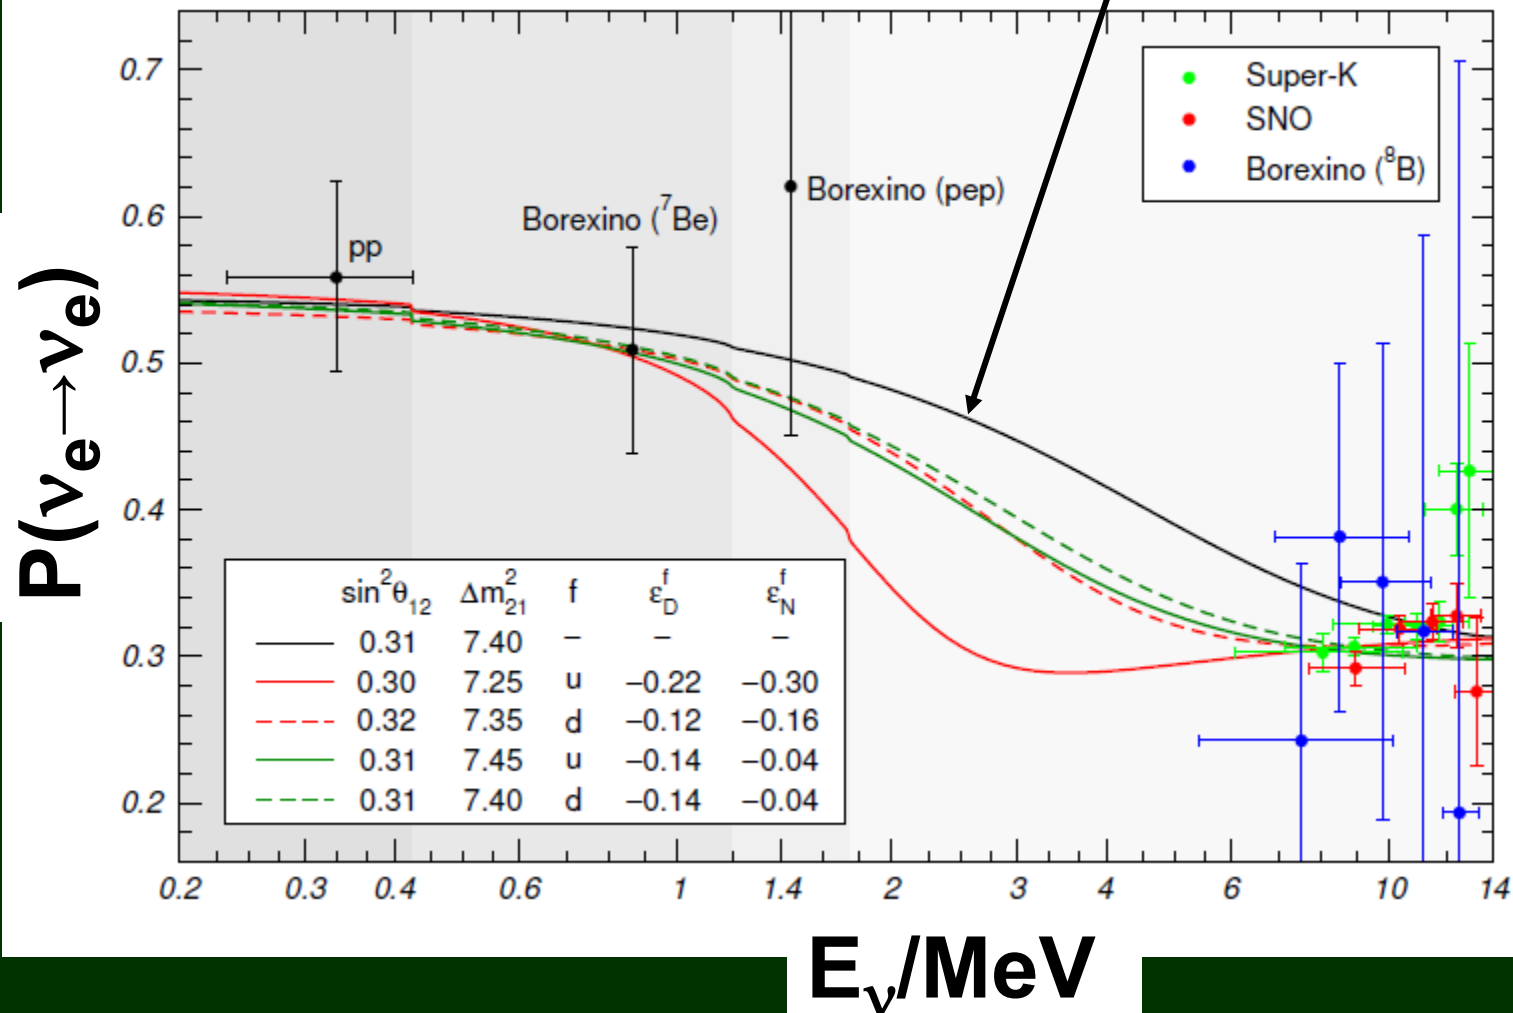 P(νe→νe)
0.7
0.6
0.5
0.4
0.3
0.2
pp
Borexino (⁷Be)
Borexino (pep)
Super-K
SNO
Borexino (⁸B)
sin²θ₁₂ Δm²₂₁ f ε_D^f ε_N^f
0.31 7.40 − − −
0.30 7.25 u −0.22 −0.30
0.32 7.35 d −0.12 −0.16
0.31 7.45 u −0.14 −0.04
0.31 7.40 d −0.14 −0.04
0.2 0.3 0.4 0.6 1 1.4 2 3 4 6 10 14
Eν/MeV